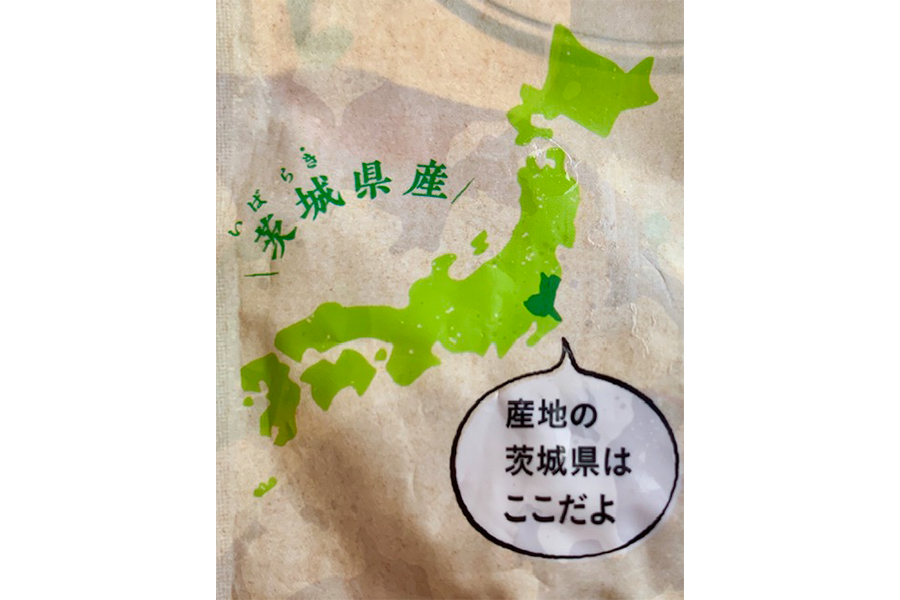 いばらき
茨城県産
産地の
茨城県は
ここだよ